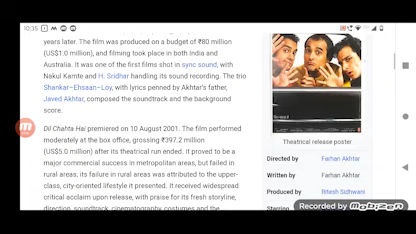 10:35
years later. The film was produced on a budget of ₹80 million
(US$1.0 million), and filming took place in both India and
Australia. It was one of the first films shot in sync sound, with
Nakul Kamte and H. Sridhar handling its sound recording. The trio
Shankar–Ehsaan–Loy, with lyrics penned by Akhtar's father,
Javed Akhtar, composed the soundtrack and the background
score.
Dil Chahta Hai premiered on 10 August 2001. The film performed
moderately at the box office, grossing ₹397.2 million
(US$5.0 million) after its theatrical run ended. It proved to be a
major commercial success in metropolitan areas, but failed in
rural areas; its failure in rural areas was attributed to the upper-
class, city-oriented lifestyle it presented. It received widespread
critical acclaim upon release, with praise for its fresh storyline,
direction, soundtrack, cinematography, costumes and the
Theatrical release poster
Directed by Farhan Akhtar
Written by Farhan Akhtar
Produced by Ritesh Sidhwani
Starring
Recorded by Mobizen